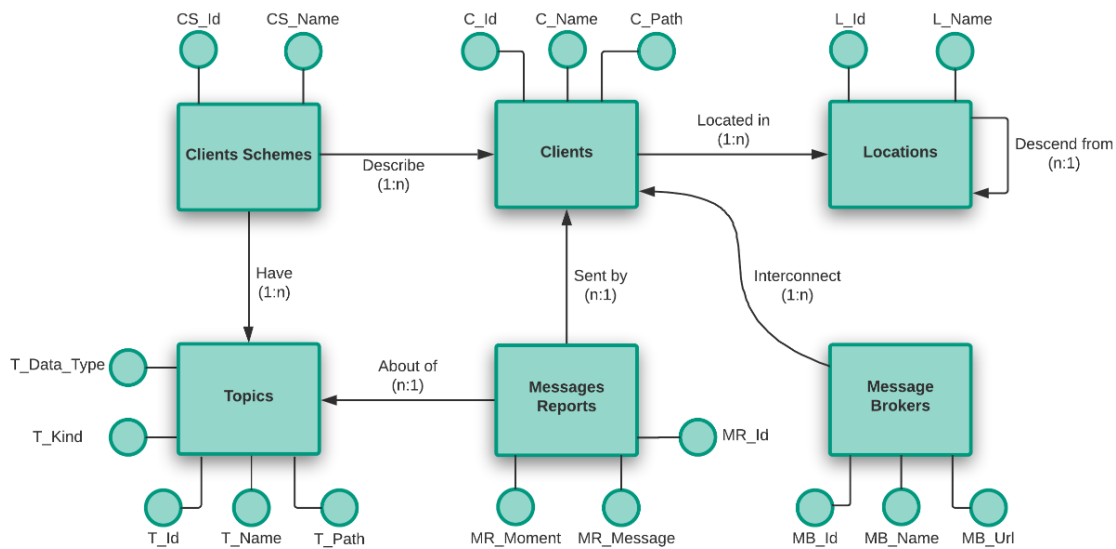 CS_Id
CS_Name
C_Id
C_Name
C_Path
L_Id
L_Name
Clients Schemes
Describe
(1:n)
Clients
Located in
(1:n)
Locations
Descend from
(n:1)
Have
(1:n)
Sent by
(n:1)
Interconnect
(1:n)
T_Data_Type
T_Kind
Topics
About of
(n:1)
Messages
Reports
MR_Id
Message
Brokers
T_Id
T_Name
T_Path
MR_Moment
MR_Message
MB_Id
MB_Name
MB_Url